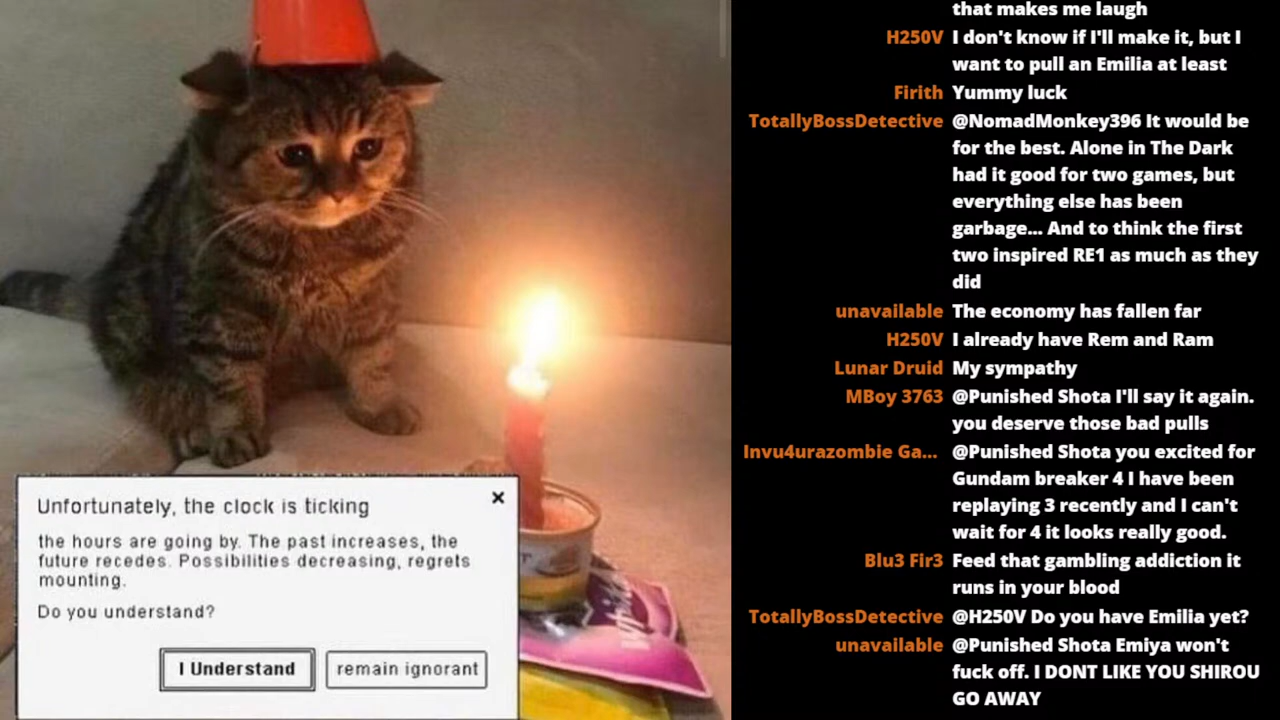 Unfortunately, the clock is ticking
the hours are going by. The past increases, the
future recedes. Possibilities decreasing, regrets
mounting.
Do you understand?
I Understand
remain ignorant
that makes me laugh
H250V I don't know if I'll make it, but I
want to pull an Emilia at least
Firith Yummy luck
TotallyBossDetective @NomadMonkey396 It would be
for the best. Alone in The Dark
had it good for two games, but
everything else has been
garbage... And to think the first
two inspired RE1 as much as they
did
unavailable The economy has fallen far
H250V I already have Rem and Ram
Lunar Druid My sympathy
MBoy 3763 @Punished Shota I'll say it again.
you deserve those bad pulls
Invu4urazombie Ga... @Punished Shota you excited for
Gundam breaker 4 I have been
replaying 3 recently and I can't
wait for 4 it looks really good.
Blu3 Fir3 Feed that gambling addiction it
runs in your blood
TotallyBossDetective @H250V Do you have Emilia yet?
unavailable @Punished Shota Emiya won't
fuck off. I DONT LIKE YOU SHIROU
GO AWAY